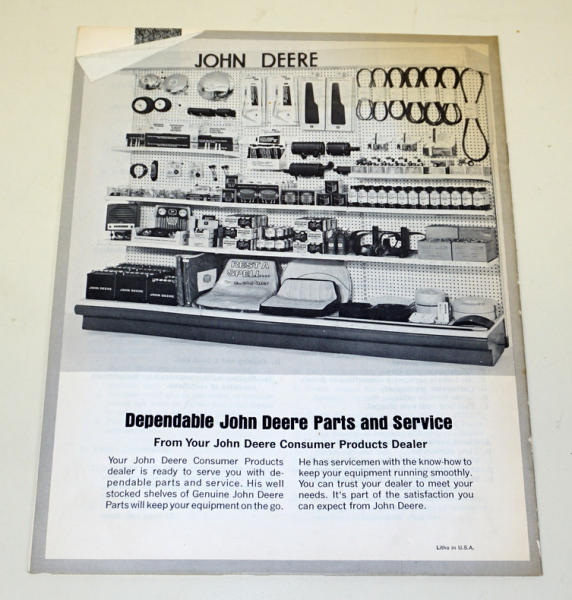 JOHN DEERE
REST A
SPELL...
JOHN DEERE JOHN DEERE JOHN DEERE
Dependable John Deere Parts and Service
From Your John Deere Consumer Products Dealer
Your John Deere Consumer Products
dealer is ready to serve you with de-
pendable parts and service. His well
stocked shelves of Genuine John Deere
Parts will keep your equipment on the go.
He has servicemen with the know-how to
keep your equipment running smoothly.
You can trust your dealer to meet your
needs. It's part of the satisfaction you
can expect from John Deere.
Litho in U.S.A.